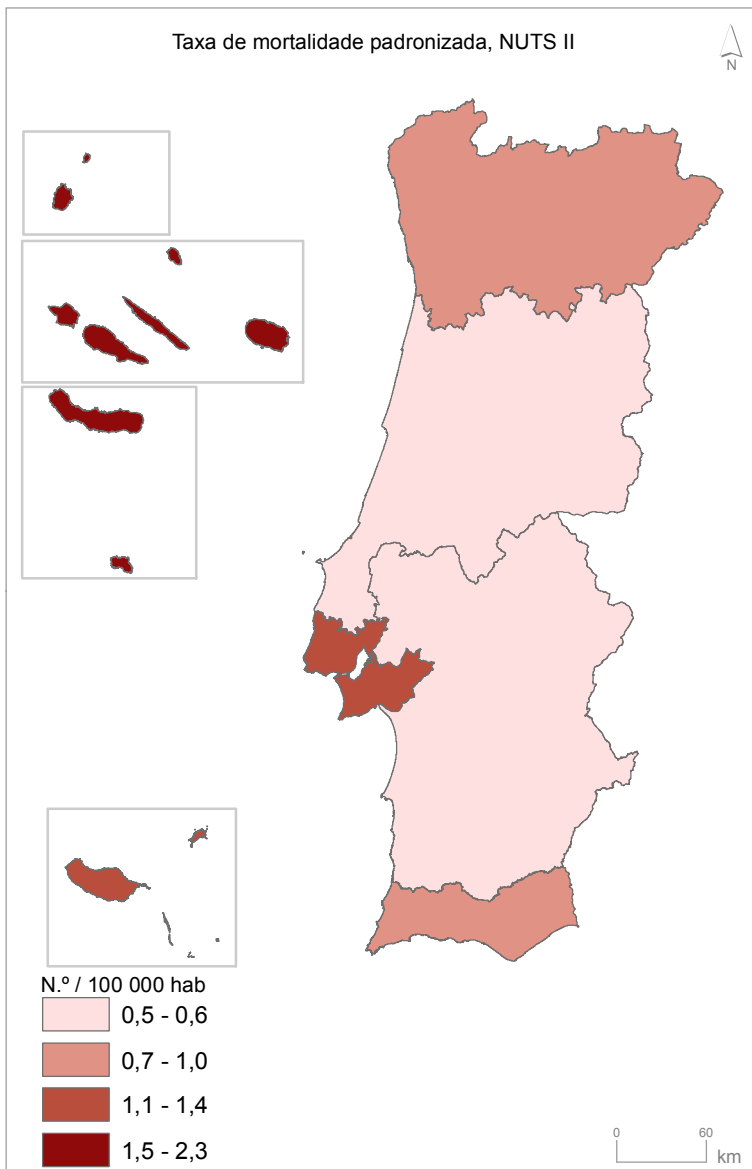 Taxa de mortalidade padronizada, NUTS II
N
N.º / 100 000 hab
0,5 - 0,6
0,7 - 1,0
1,1 - 1,4
1,5 - 2,3
0 60
km